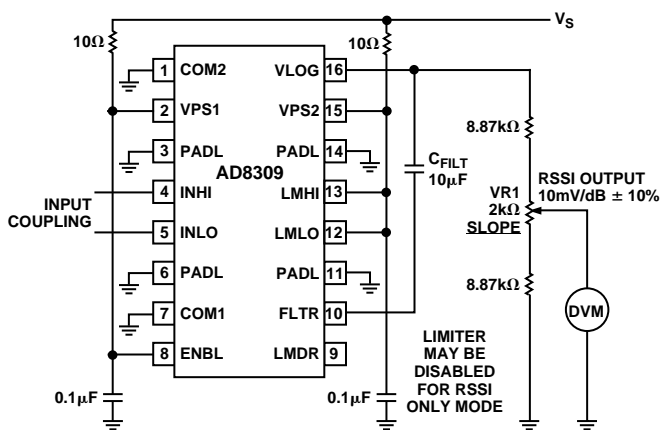 VS
10Ω
10Ω
1 COM2
VLOG 16
2 VPS1
VPS2 15
3 PADL
PADL 14
AD8309
4 INHI
LMHI 13
INPUT
COUPLING
5 INLO
LMLO 12
6 PADL
PADL 11
7 COM1
FLTR 10
8 ENBL
LMDR 9
CFILT
10μF
8.87kΩ
VR1
2kΩ
SLOPE
RSSI OUTPUT
10mV/dB ± 10%
8.87kΩ
DVM
LIMITER
MAY BE
DISABLED
FOR RSSI
ONLY MODE
0.1μF
0.1μF